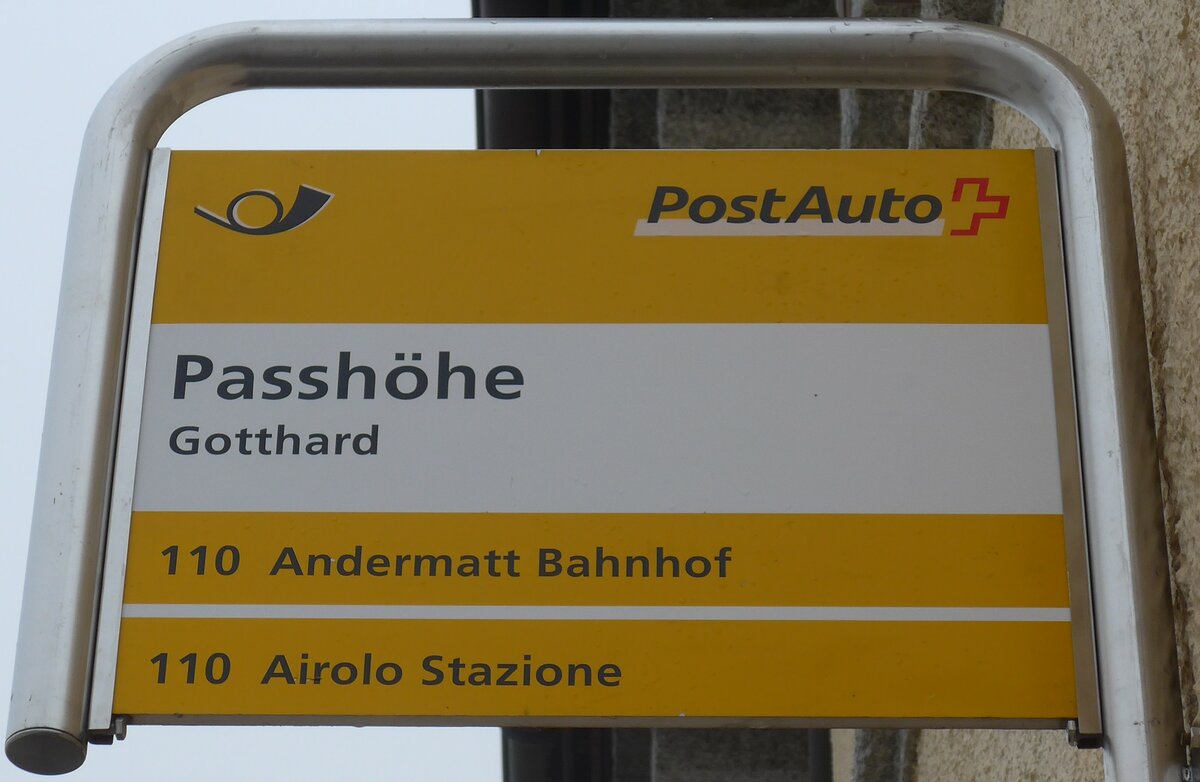 PostAuto
Passhöhe
Gotthard
110 Andermatt Bahnhof
110 Airolo Stazione